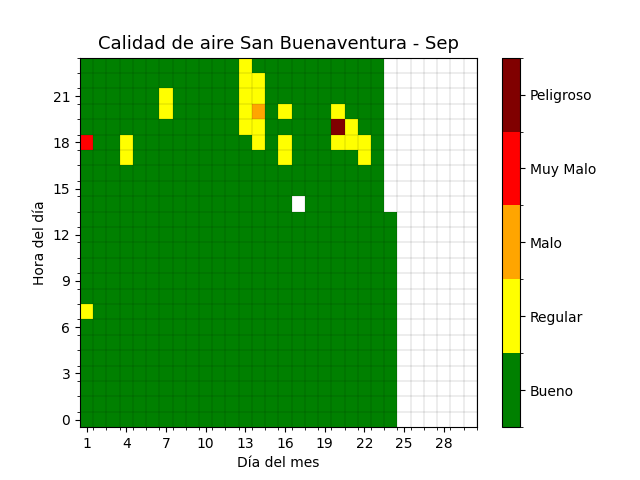 Calidad de aire San Buenaventura - Sep
Hora del día
21
18
15
12
9
6
3
0
1 4 7 10 13 16 19 22 25 28
Día del mes
Peligroso
Muy Malo
Malo
Regular
Bueno